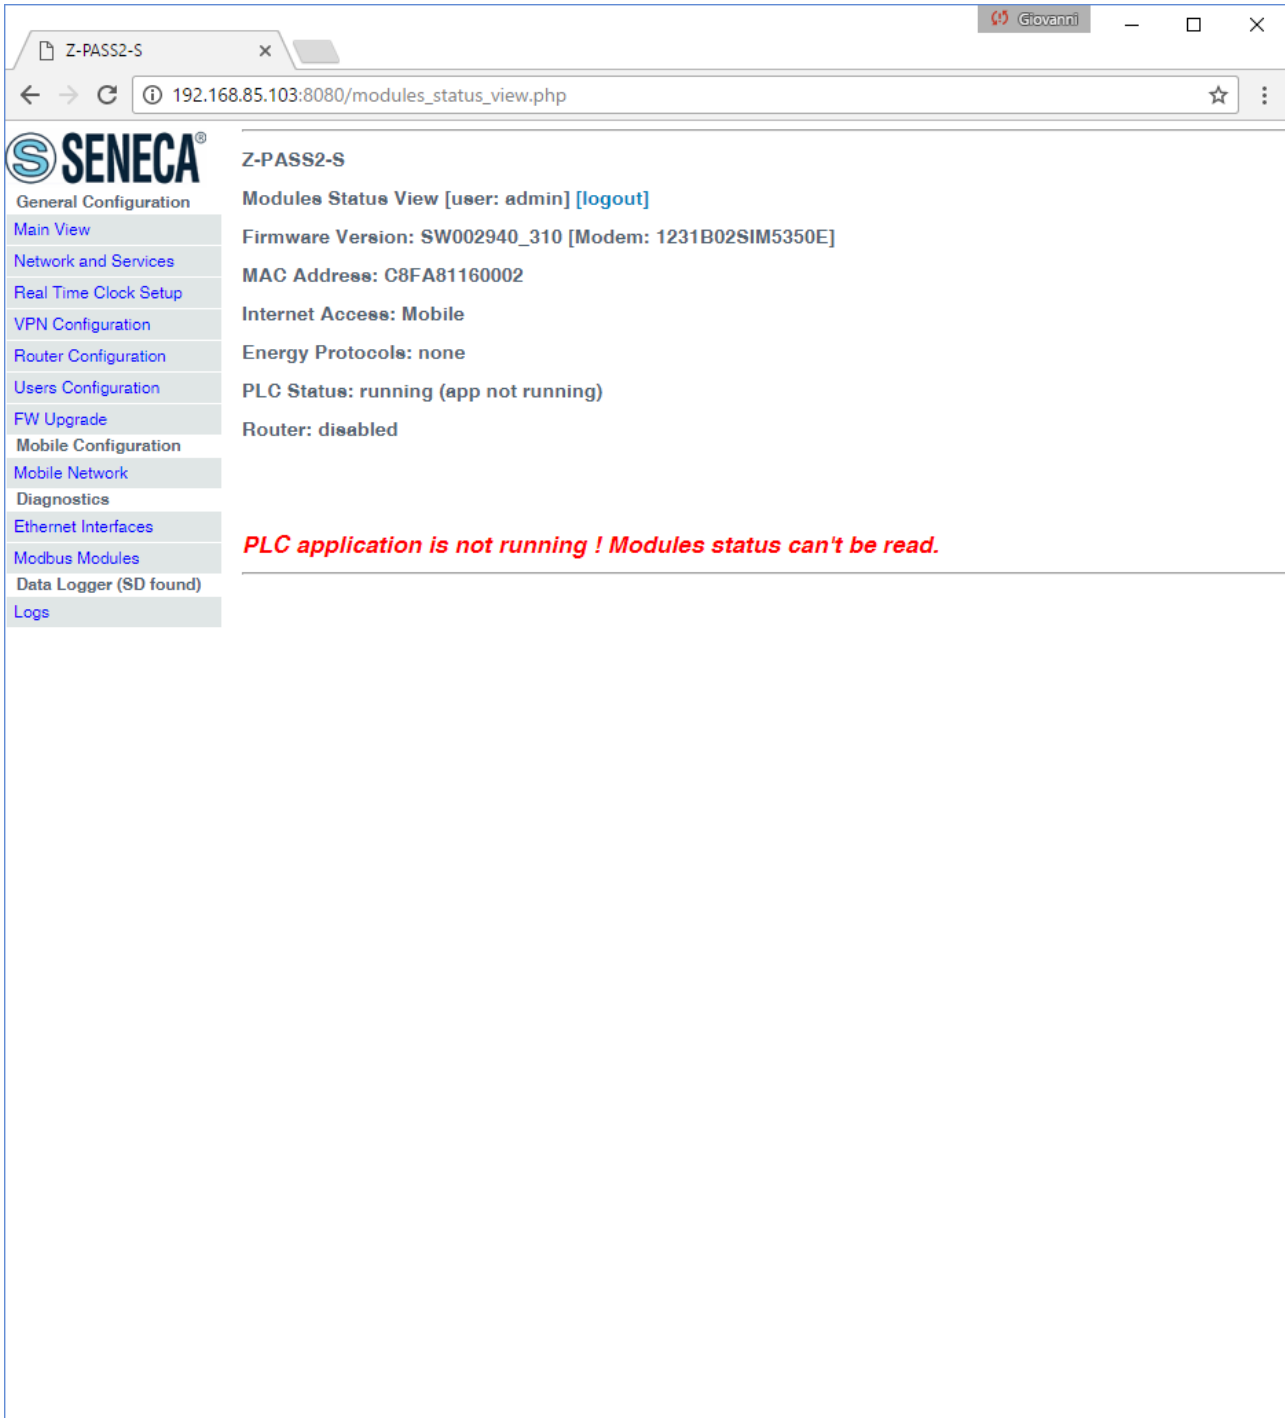 Giovanni
Z-PASS2-S
192.168.85.103:8080/modules_status_view.php
SENECA®
General Configuration
Main View
Network and Services
Real Time Clock Setup
VPN Configuration
Router Configuration
Users Configuration
FW Upgrade
Mobile Configuration
Mobile Network
Diagnostics
Ethernet Interfaces
Modbus Modules
Data Logger (SD found)
Logs
Z-PASS2-S
Modules Status View [user: admin] [logout]
Firmware Version: SW002940_310 [Modem: 1231B02SIM5350E]
MAC Address: C8FA81160002
Internet Access: Mobile
Energy Protocols: none
PLC Status: running (app not running)
Router: disabled
PLC application is not running ! Modules status can't be read.